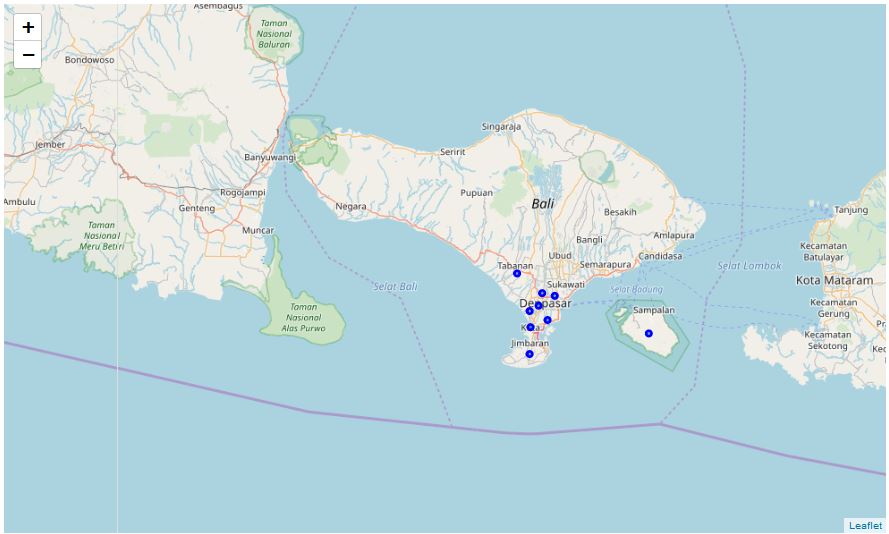 Asembagus
+
−
Taman
Nasional
Baluran
Bondowoso
Jember
Banyuwangi
Singaraja
Seririt
Rogojampi
Pupuan
Ambulu
Genteng
Negara
Bali
Besakih
Tanjung
Taman
Nasional
Meru Betiri
Muncar
Bangli
Amlapura
Kecamatan
Batulayar
Ubud
Candidasa
Tabanan
Semarapura
Selat Lombok
Selat Bali
Sukawati
Selat Badung
Kota Mataram
Taman
Nasional
Alas Purwo
Denpasar
Sampalan
Kecamatan
Gerung
Kuta
Jimbaran
Kecamatan
Sekotong
Leaflet